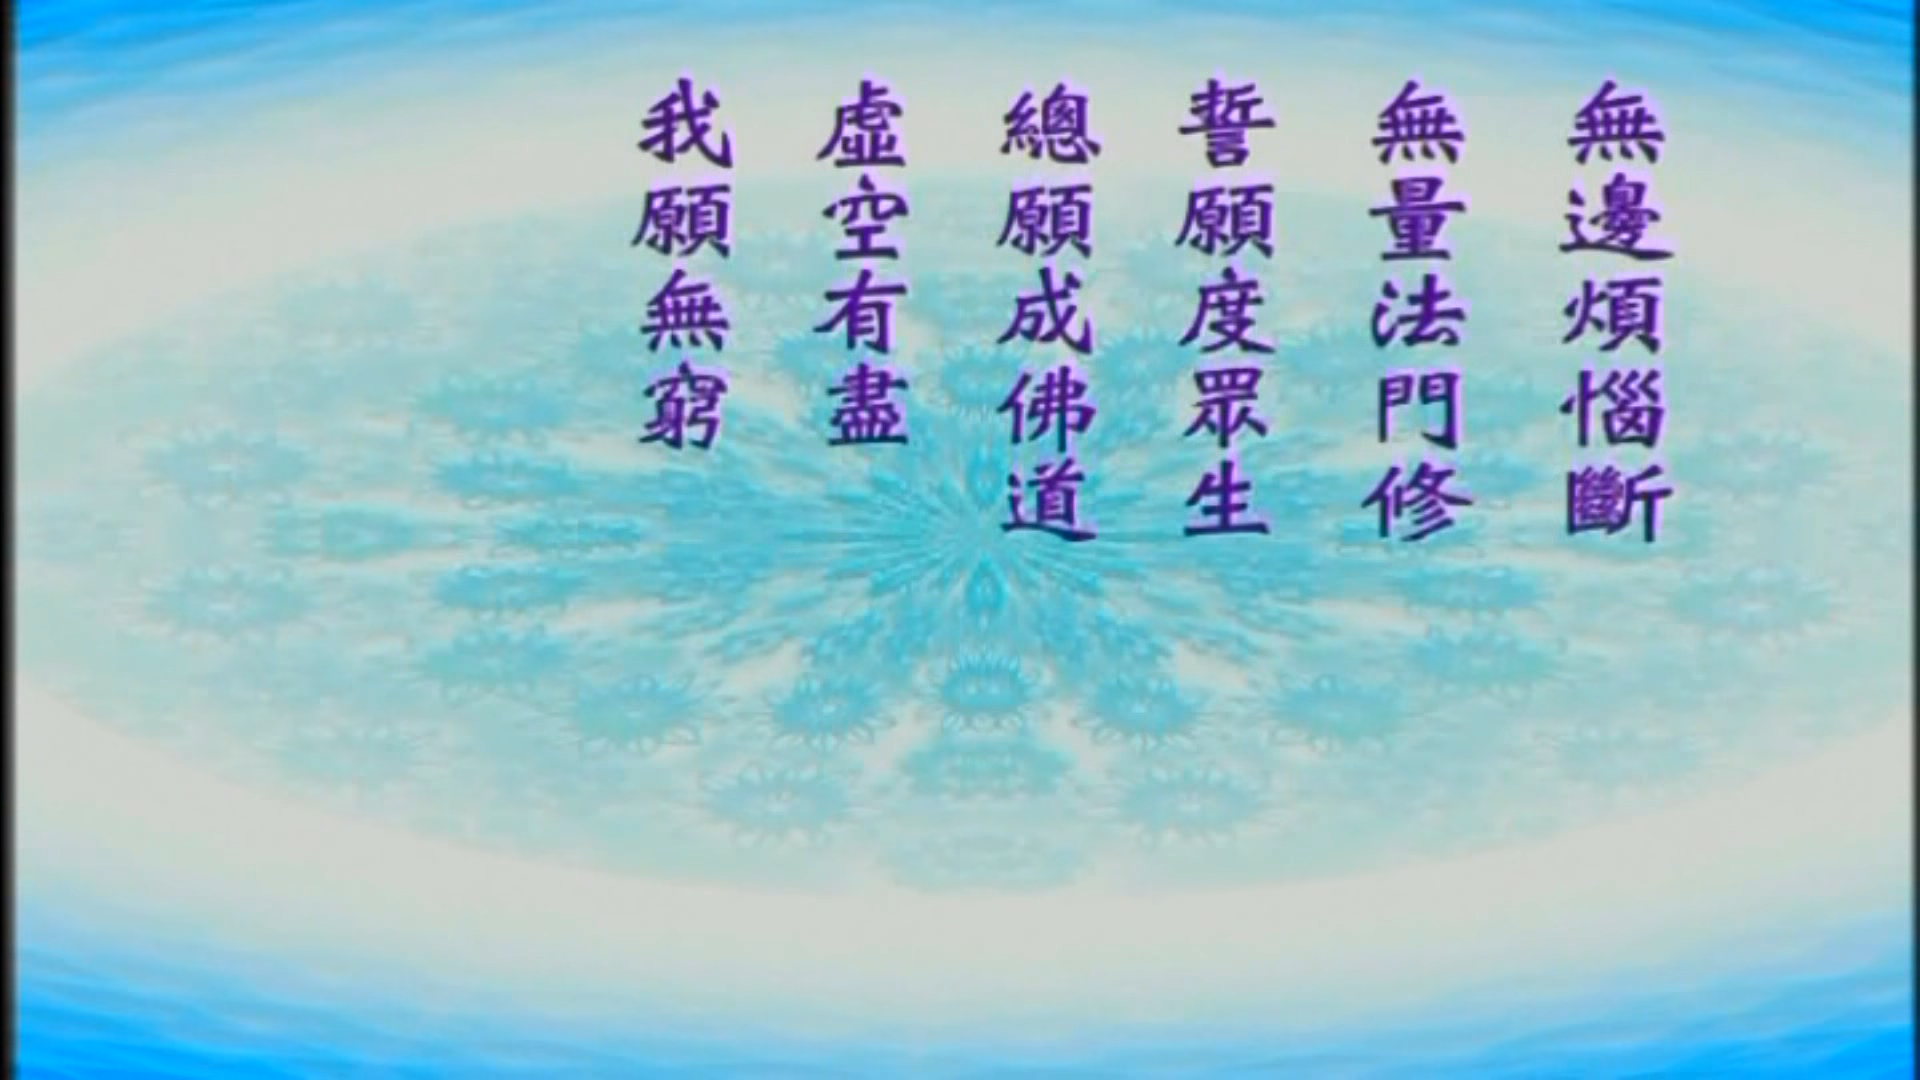 無邊煩惱斷
無量法門修
誓願度眾生
總願成佛道
虛空有盡
我願無窮